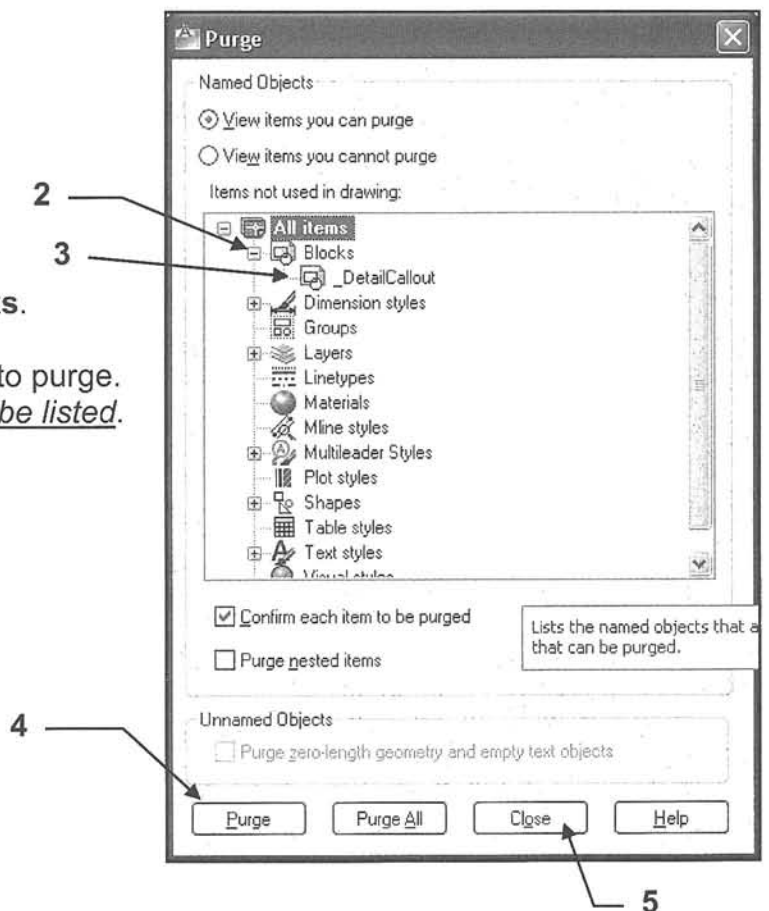 Purge
Named Objects
View items you can purge
View items you cannot purge
Items not used in drawing:
2
All items
Blocks
3
_DetailCallout
ks.
Dimension styles
Groups
Layers
to purge.
Linetypes
be listed.
Materials
Mline styles
Multileader Styles
Plot styles
Shapes
Table styles
Text styles
Visual styles
Confirm each item to be purged
Lists the named objects that a
that can be purged.
Purge nested items
Unnamed Objects
4
Purge zero-length geometry and empty text objects
Purge
Purge All
Close
Help
5